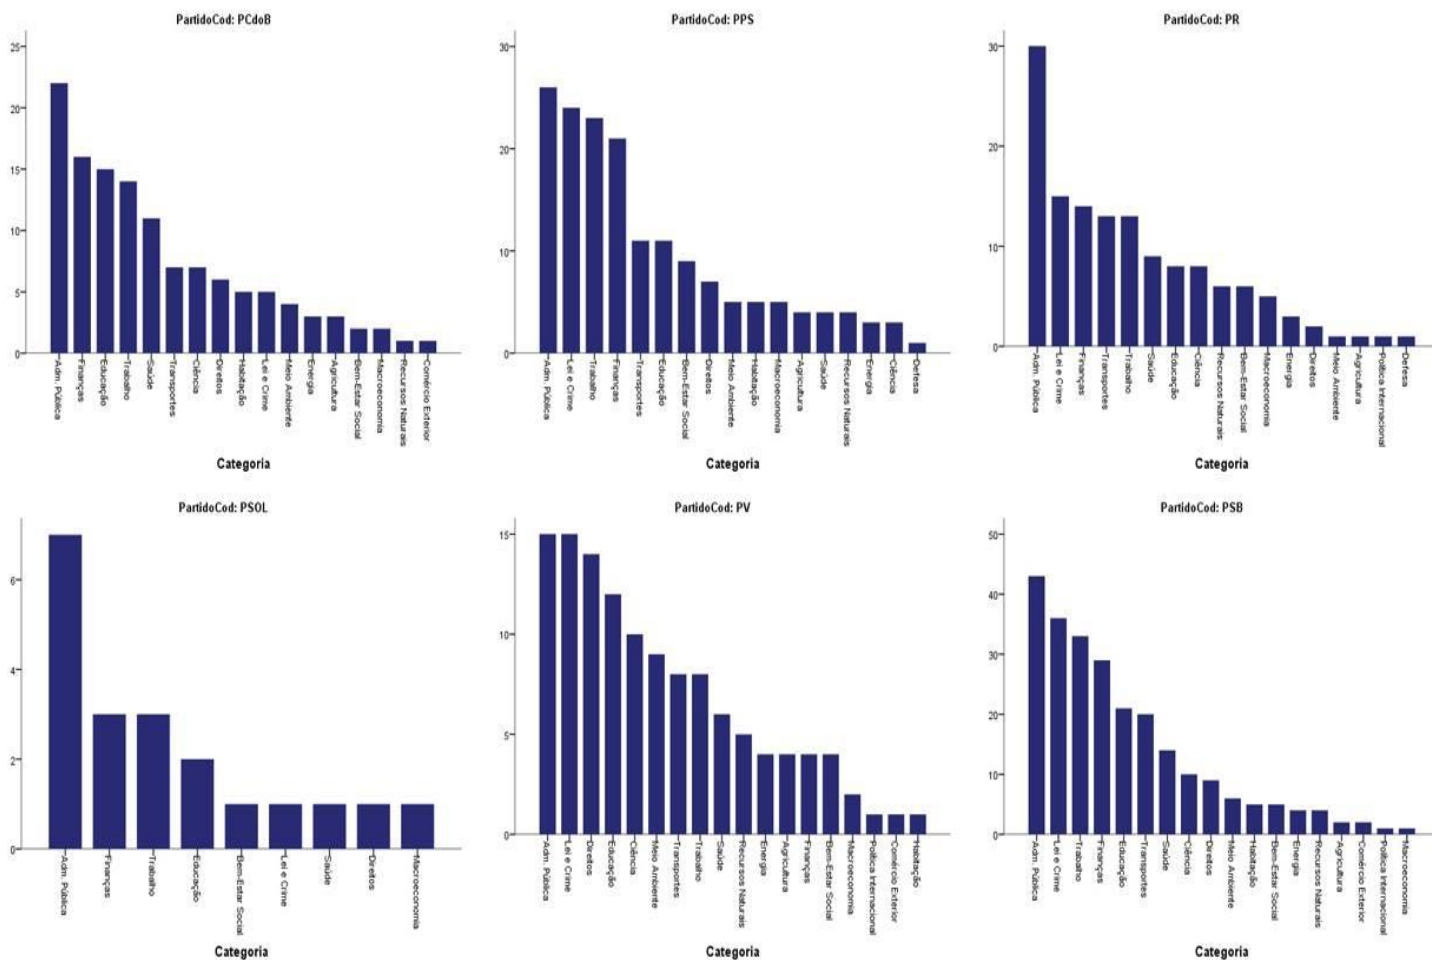 PartidoCod: PCdoB
25
20
15
10
5
0
Adm. Pública
Finanças
Educação
Trabalho
Saúde
Transportes
Ciência
Direitos
Habitação
Lei e Crime
Meio Ambiente
Energia
Agricultura
Bem-Estar Social
Macroeconomia
Recursos Naturais
Comércio Exterior
Categoria
PartidoCod: PPS
30
20
10
0
Adm. Pública
Lei e Crime
Trabalho
Finanças
Transportes
Educação
Bem-Estar Social
Direitos
Meio Ambiente
Habitação
Macroeconomia
Agricultura
Saúde
Recursos Naturais
Energia
Ciência
Defesa
Categoria
PartidoCod: PR
30
20
10
0
Adm. Pública
Lei e Crime
Finanças
Transportes
Trabalho
Saúde
Educação
Ciência
Recursos Naturais
Bem-Estar Social
Macroeconomia
Energia
Direitos
Meio Ambiente
Agricultura
Política Internacional
Defesa
Categoria
PartidoCod: PSOL
6
4
2
0
Adm. Pública
Finanças
Trabalho
Educação
Bem-Estar Social
Lei e Crime
Saúde
Direitos
Macroeconomia
Categoria
PartidoCod: PV
15
10
5
0
Adm. Pública
Lei e Crime
Direitos
Educação
Ciência
Meio Ambiente
Transportes
Trabalho
Saúde
Recursos Naturais
Energia
Agricultura
Finanças
Bem-Estar Social
Macroeconomia
Política Internacional
Comércio Exterior
Habitação
Categoria
PartidoCod: PSB
50
40
30
20
10
0
Adm. Pública
Lei e Crime
Trabalho
Finanças
Educação
Transportes
Saúde
Ciência
Direitos
Meio Ambiente
Habitação
Bem-Estar Social
Energia
Recursos Naturais
Agricultura
Comércio Exterior
Política Internacional
Macroeconomia
Categoria